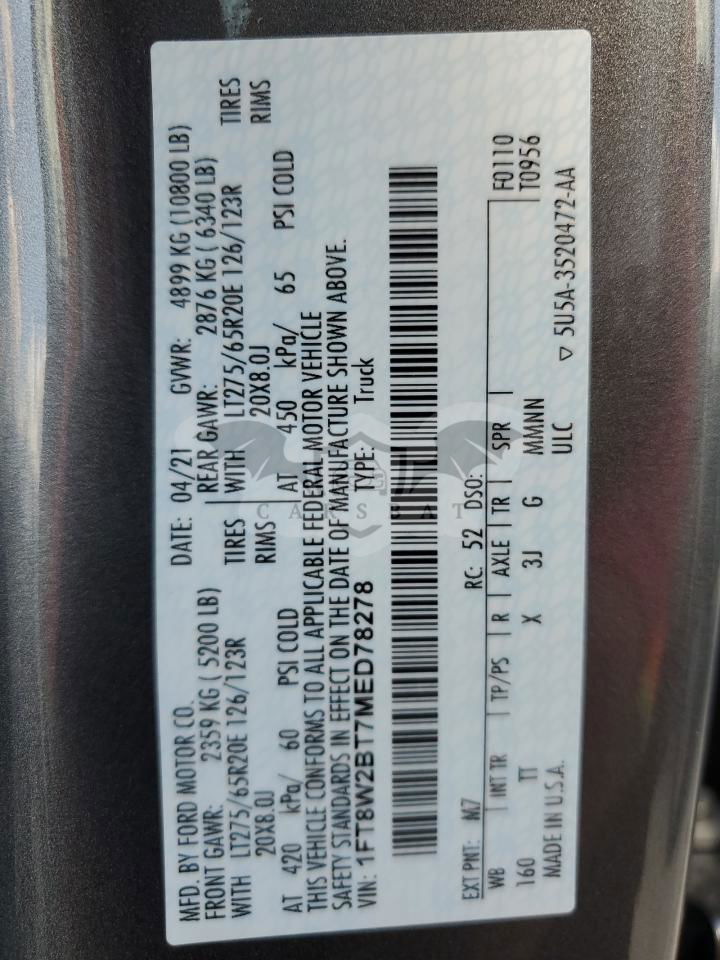 MFD. BY FORD MOTOR CO. DATE: 04/21 GVWR: 4899 KG (10800 LB)
FRONT GAWR: 2359 KG ( 5200 LB) REAR GAWR: 2876 KG ( 6340 LB)
WITH LT275/65R20E 126/123R TIRES WITH LT275/65R20E 126/123R TIRES
20X8.0J RIMS 20X8.0J RIMS
AT 420 kPa/ 60 PSI COLD AT 450 kPa/ 65 PSI COLD
THIS VEHICLE CONFORMS TO ALL APPLICABLE FEDERAL MOTOR VEHICLE
SAFETY STANDARDS IN EFFECT ON THE DATE OF MANUFACTURE SHOWN ABOVE.
VIN: 1FT8W2BT7MED78278 TYPE: Truck
CARSBAT
EXT PNT: M7 RC: 52 DSO:
WB INT TR TP/PS R AXLE TR SPR F0110
T0956
160 TT X 3J G MMNN
MADE IN U.S.A. ULC ▽ 5U5A-3520472-AA